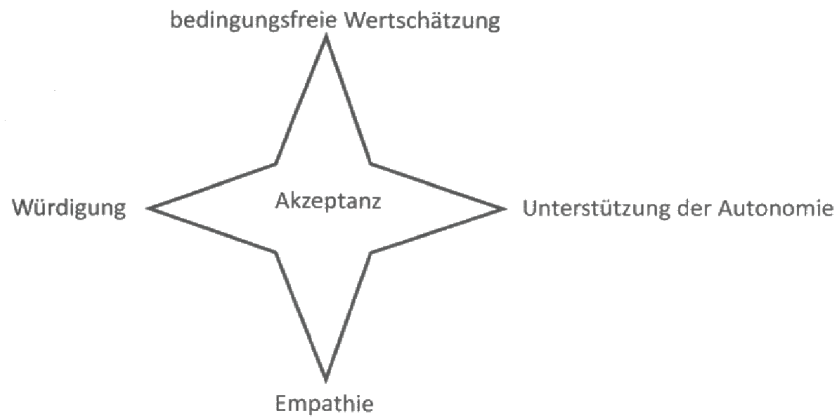 bedingungsfreie Wertschätzung
Würdigung
Akzeptanz
Unterstützung der Autonomie
Empathie